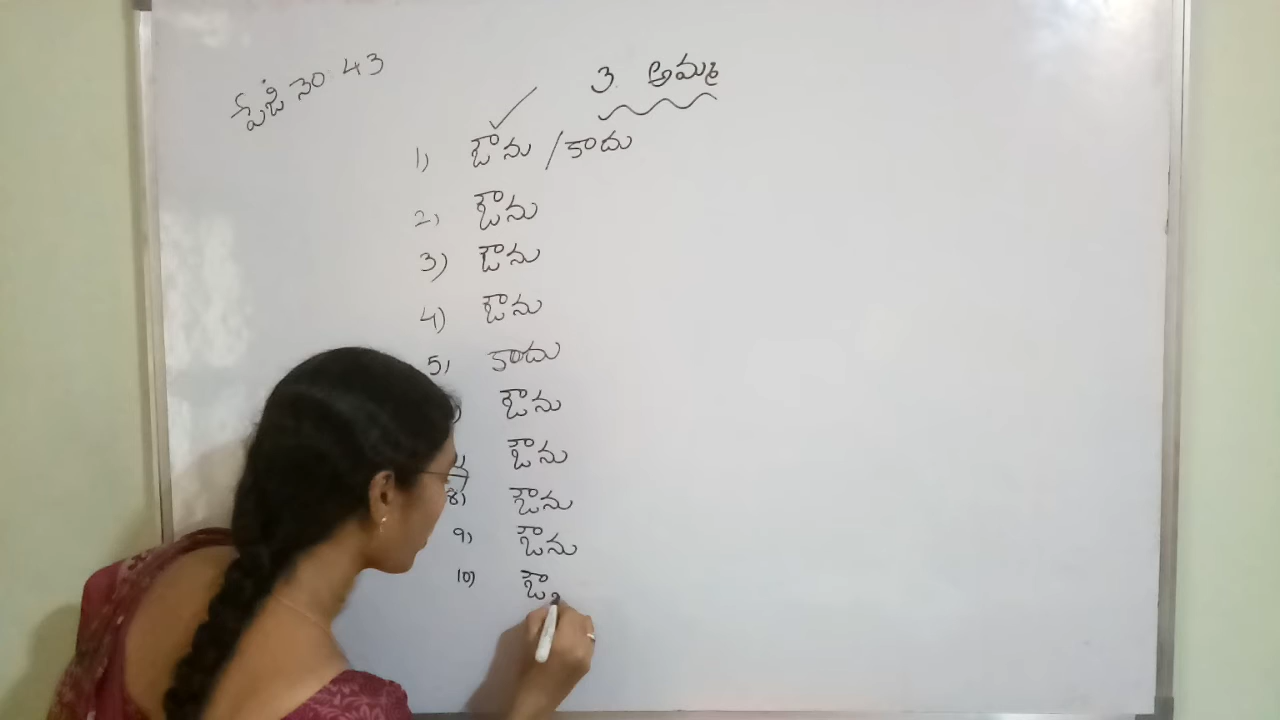 పేజి నెం 43
3. అమ్మ
1) ఔను / కాదు
2) ఔను
3) ఔను
4) ఔను
5) కాదు
) ఔను
ఔను
8) ఔను
9) ఔను
10) ఔ